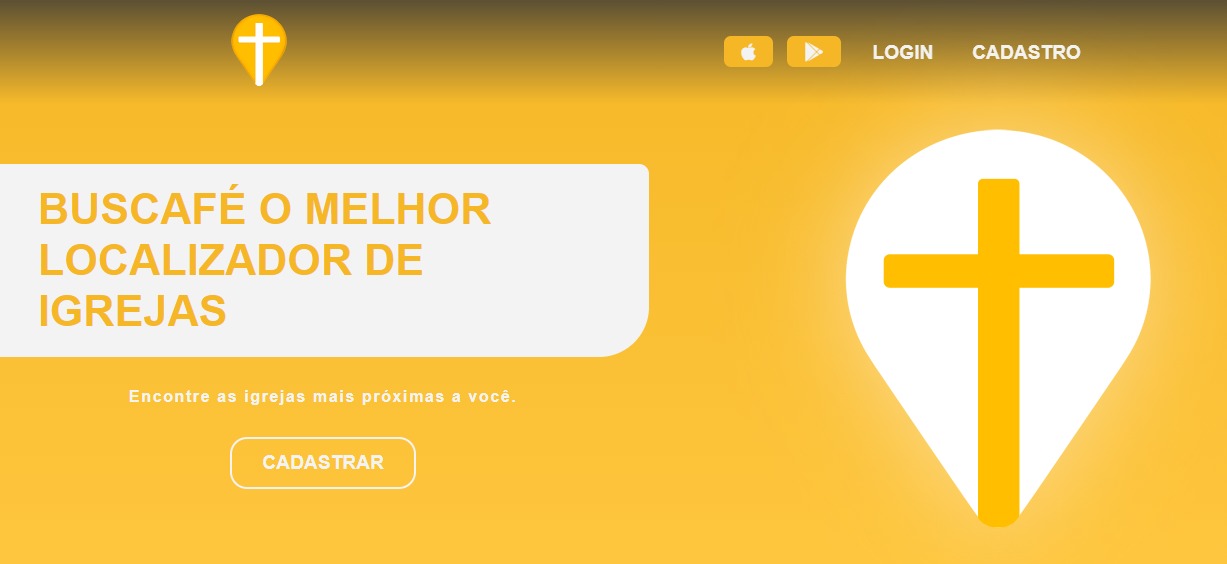 LOGIN CADASTRO
BUSCAFÉ O MELHOR
LOCALIZADOR DE
IGREJAS
Encontre as igrejas mais próximas a você.
CADASTRAR